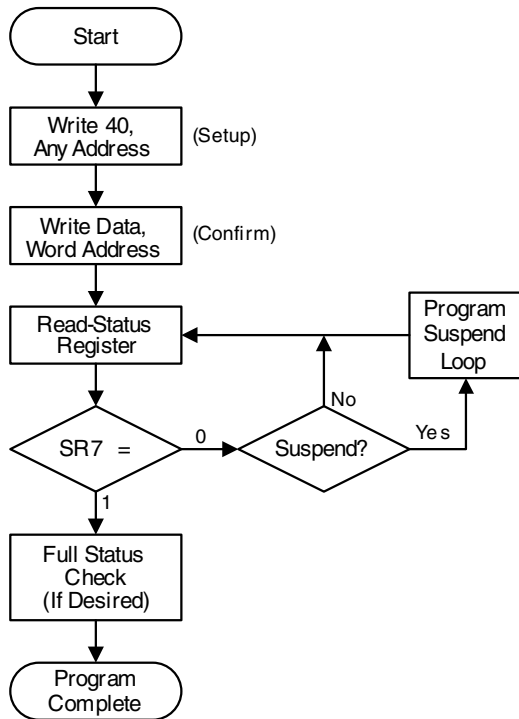 Start
Write 40,
Any Address
(Setup)
Write Data,
Word Address
(Confirm)
Read-Status
Register
Program
Suspend
Loop
No
SR7 =
0
Suspend?
Yes
1
Full Status
Check
(If Desired)
Program
Complete